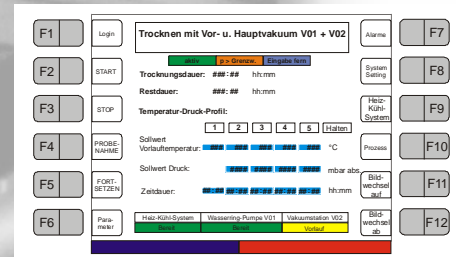 F1 Login Trocknen mit Vor- u. Hauptvakuum V01 + V02 Alarme F7
aktiv p > Grenzw. Eingabe fern
F2 START Trocknungsdauer: ###:## hh:mm System Setting F8
Restdauer: ###:## hh:mm
F3 STOP Temperatur-Druck-Profil: Heiz-Kühl-System F9
1 2 3 4 5 Halten
F4 PROBE-NAHME Sollwert Vorlauftemperatur: ### ### ### ### ### °C Prozess F10
Sollwert Druck: #### #### #### #### mbar abs.
F5 FORT-SETZEN Zeitdauer: ##:## ##:## ##:## ##:## ##:## hh:mm Bild-wechsel auf F11
F6 Para-meter Heiz-Kühl-System Wasserring-Pumpe V01 Vakuumstation V02 Bild-wechsel ab F12
Bereit Bereit Vorlauf